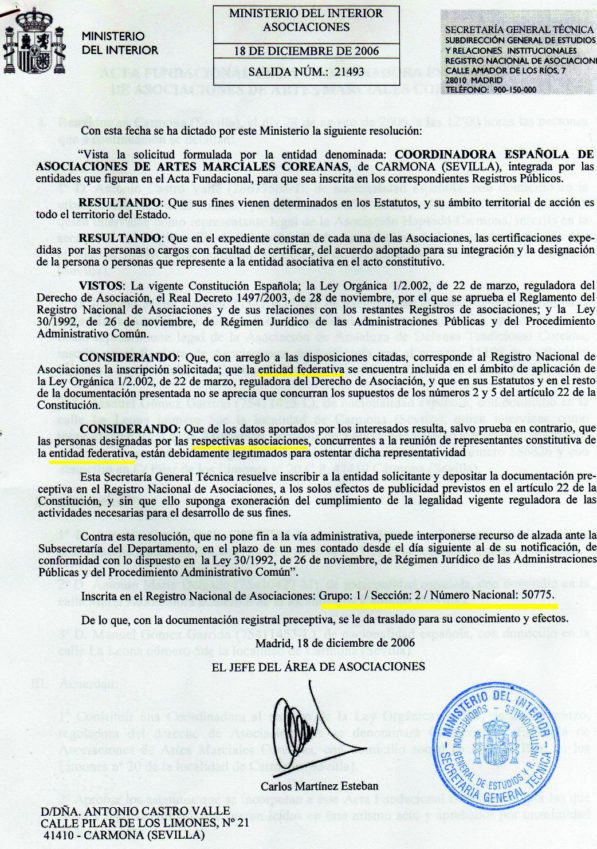 MINISTERIO
DEL INTERIOR
MINISTERIO DEL INTERIOR
ASOCIACIONES
18 DE DICIEMBRE DE 2006
SALIDA NÚM.: 21493
SECRETARÍA GENERAL TÉCNICA
SUBDIRECCIÓN GENERAL DE ESTUDIOS
Y RELACIONES INSTITUCIONALES
REGISTRO NACIONAL DE ASOCIACION
CALLE AMADOR DE LOS RÍOS, 7
28010 MADRID
TELÉFONO: 900-150-000
Con esta fecha se ha dictado por este Ministerio la siguiente resolución:
"Vista la solicitud formulada por la entidad denominada: COORDINADORA ESPAÑOLA DE
ASOCIACIONES DE ARTES MARCIALES COREANAS, de CARMONA (SEVILLA), integrada por las
entidades que figuran en el Acta Fundacional, para que sea inscrita en los correspondientes Registros Públicos.
RESULTANDO: Que sus fines vienen determinados en los Estatutos, y su ámbito territorial de acción es
todo el territorio del Estado.
RESULTANDO: Que en el expediente constan de cada una de las Asociaciones, las certificaciones expe-
didas por las personas o cargos con facultad de certificar, del acuerdo adoptado para su integración y la designación
de la persona o personas que represente a la entidad asociativa en el acto constitutivo.
VISTOS: La vigente Constitución Española; la Ley Orgánica 1/2.002, de 22 de marzo, reguladora del
Derecho de Asociación, el Real Decreto 1497/2003, de 28 de noviembre, por el que se aprueba el Reglamento del
Registro Nacional de Asociaciones y de sus relaciones con los restantes Registros de asociaciones; y la Ley
30/1992, de 26 de noviembre, de Régimen Jurídico de las Administraciones Públicas y del Procedimiento
Administrativo Común.
CONSIDERANDO: Que, con arreglo a las disposiciones citadas, corresponde al Registro Nacional de
Asociaciones la inscripción solicitada; que la entidad federativa se encuentra incluida en el ámbito de aplicación de
la Ley Orgánica 1/2.002, de 22 de marzo, reguladora del Derecho de Asociación, y que en sus Estatutos y en el resto
de la documentación presentada no se aprecia que concurran los supuestos de los números 2 y 5 del artículo 22 de la
Constitución.
CONSIDERANDO: Que de los datos aportados por los interesados resulta, salvo prueba en contrario, que
las personas designadas por las respectivas asociaciones, concurrentes a la reunión de representantes constitutiva de
la entidad federativa, están debidamente legitimados para ostentar dicha representatividad
Esta Secretaría General Técnica resuelve inscribir a la entidad solicitante y depositar la documentación pre-
ceptiva en el Registro Nacional de Asociaciones, a los solos efectos de publicidad previstos en el artículo 22 de la
Constitución, y sin que ello suponga exoneración del cumplimiento de la legalidad vigente reguladora de las
actividades necesarias para el desarrollo de sus fines.
Contra esta resolución, que no pone fin a la vía administrativa, puede interponerse recurso de alzada ante la
Subsecretaría del Departamento, en el plazo de un mes contado desde el día siguiente al de su notificación, de
conformidad con lo dispuesto en la Ley 30/1992, de 26 de noviembre, de Régimen Jurídico de las Administraciones
Públicas y del Procedimiento Administrativo Común".
Inscrita en el Registro Nacional de Asociaciones: Grupo: 1 / Sección: 2 / Número Nacional: 50775.
De lo que, con la documentación registral preceptiva, se le da traslado para su conocimiento y efectos.
Madrid, 18 de diciembre de 2006
EL JEFE DEL ÁREA DE ASOCIACIONES
MINISTERIO DEL INTERIOR
SECRETARÍA GENERAL TÉCNICA
Carlos Martínez Esteban
D/DÑA. ANTONIO CASTRO VALLE
CALLE PILAR DE LOS LIMONES, Nº 21
41410 - CARMONA (SEVILLA)